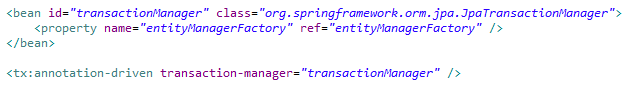 <bean id="transactionManager" class="org.springframework.orm.jpa.JpaTransactionManager">
    <property name="entityManagerFactory" ref="entityManagerFactory" />
</bean>
<tx:annotation-driven transaction-manager="transactionManager" />